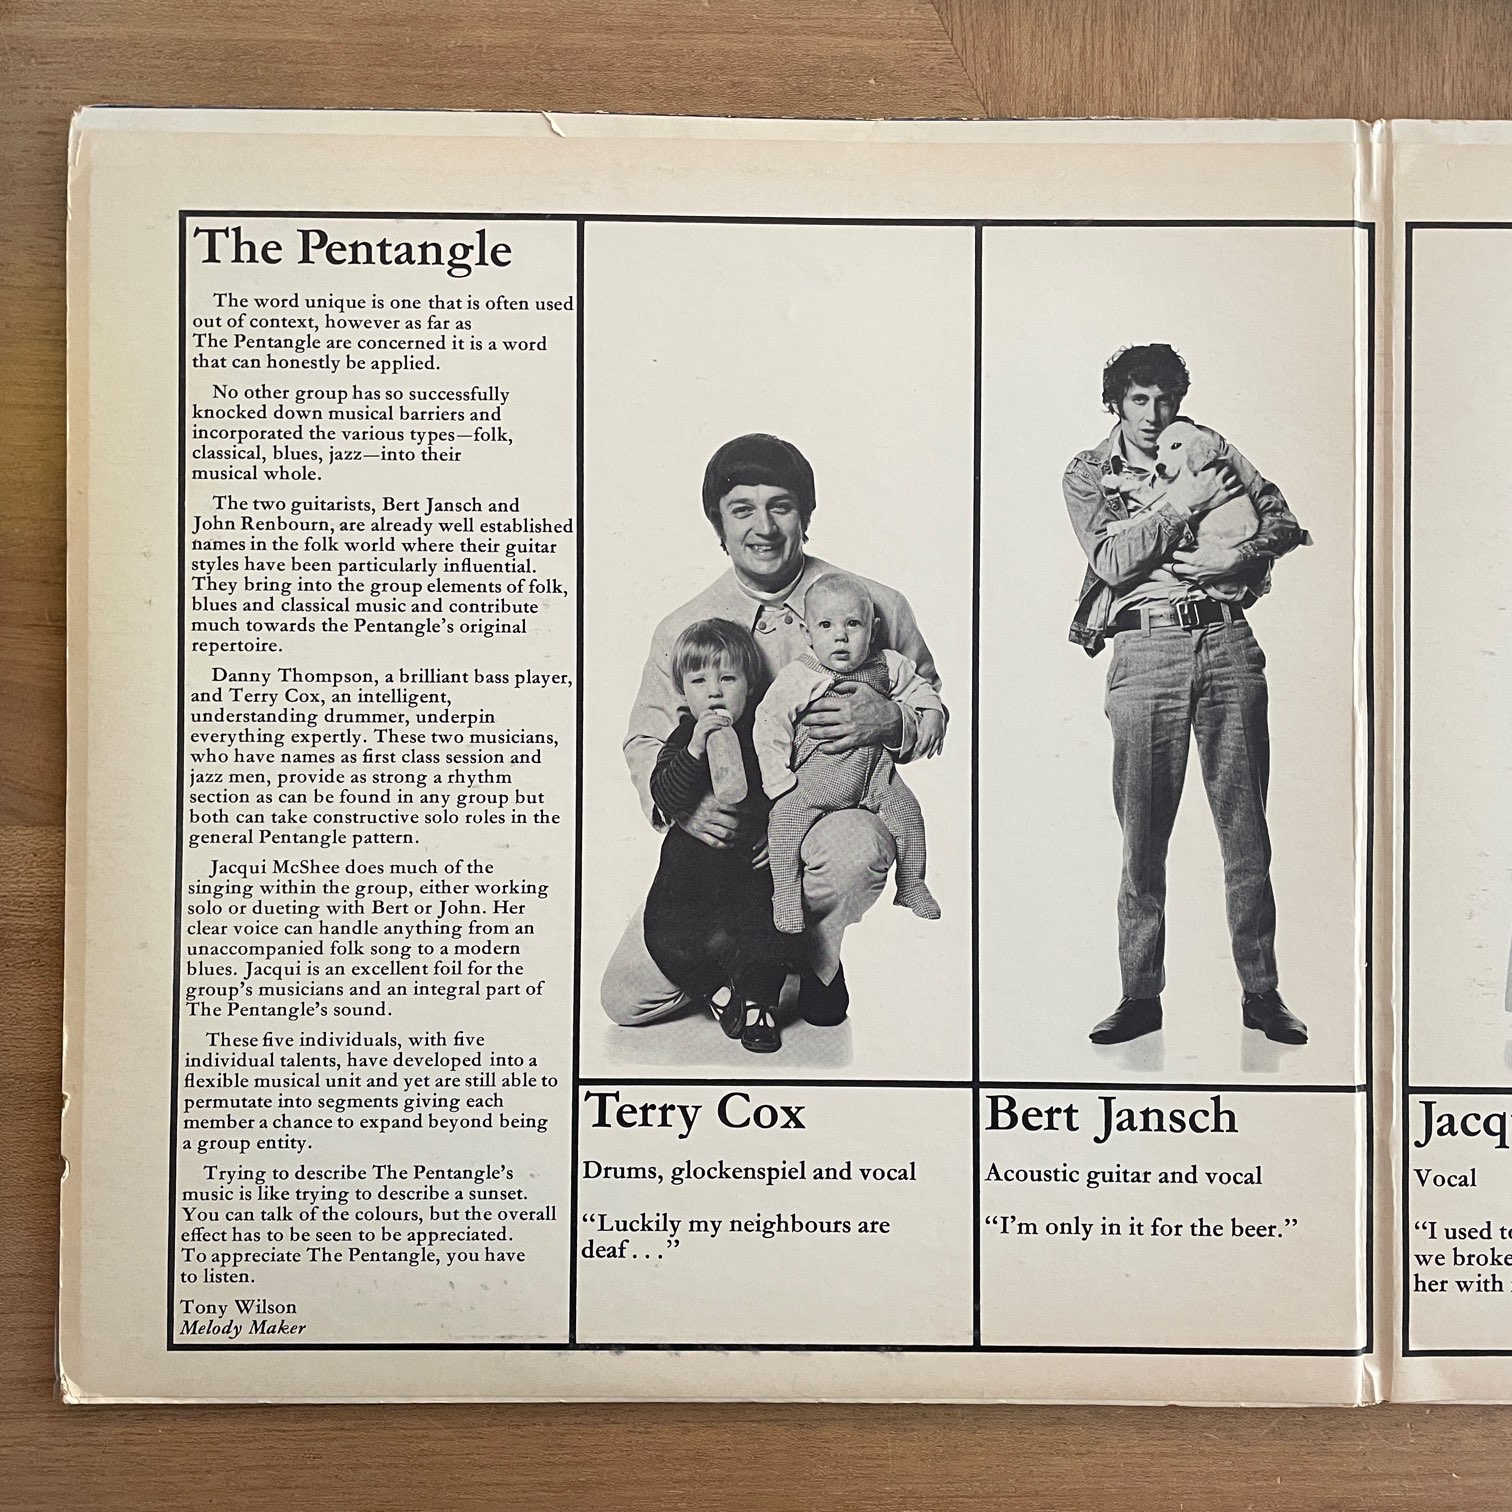 The Pentangle
The word unique is one that is often used
out of context, however as far as
The Pentangle are concerned it is a word
that can honestly be applied.
No other group has so successfully
knocked down musical barriers and
incorporated the various types—folk,
classical, blues, jazz—into their
musical whole.
The two guitarists, Bert Jansch and
John Renbourn, are already well established
names in the folk world where their guitar
styles have been particularly influential.
They bring into the group elements of folk,
blues and classical music and contribute
much towards the Pentangle's original
repertoire.
Danny Thompson, a brilliant bass player,
and Terry Cox, an intelligent,
understanding drummer, underpin
everything expertly. These two musicians,
who have names as first class session and
jazz men, provide as strong a rhythm
section as can be found in any group but
both can take constructive solo roles in the
general Pentangle pattern.
Jacqui McShee does much of the
singing within the group, either working
solo or dueting with Bert or John. Her
clear voice can handle anything from an
unaccompanied folk song to a modern
blues. Jacqui is an excellent foil for the
group's musicians and an integral part of
The Pentangle's sound.
These five individuals, with five
individual talents, have developed into a
flexible musical unit and yet are still able to
permutate into segments giving each
member a chance to expand beyond being
a group entity.
Trying to describe The Pentangle's
music is like trying to describe a sunset.
You can talk of the colours, but the overall
effect has to be seen to be appreciated.
To appreciate The Pentangle, you have
to listen.
Tony Wilson
Melody Maker
Terry Cox
Drums, glockenspiel and vocal
“Luckily my neighbours are
deaf...”
Bert Jansch
Acoustic guitar and vocal
“I'm only in it for the beer.”
Jacq
Vocal
“I used to
we broke
her with